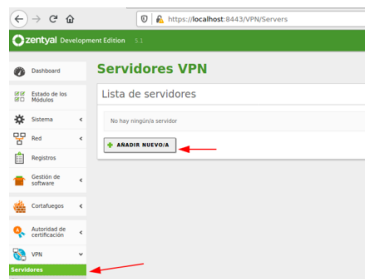 https://localhost:8443/VPN/Servers
zentyal Development Edition 5.1
Servidores VPN
Dashboard
Lista de servidores
Estado de los
Módulos
Sistema
No hay ningún/a servidor
Red
AÑADIR NUEVO/A
Registros
Gestión de
software
Cortafuegos
Autoridad de
certificación
VPN
Servidores